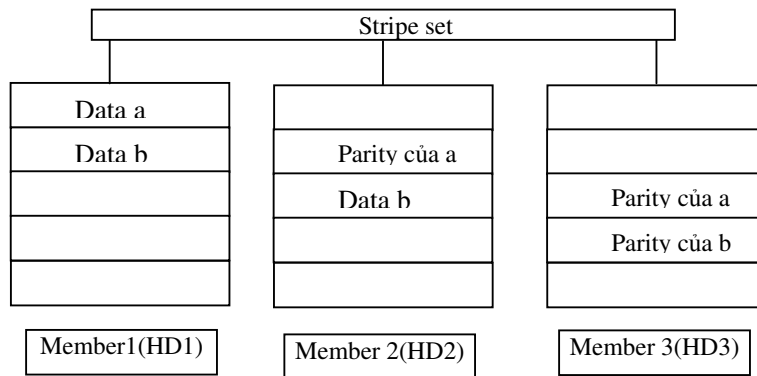 Stripe set
Data a
Data b
Parity của a
Data b
Parity của a
Parity của b
Member1(HD1)
Member 2(HD2)
Member 3(HD3)